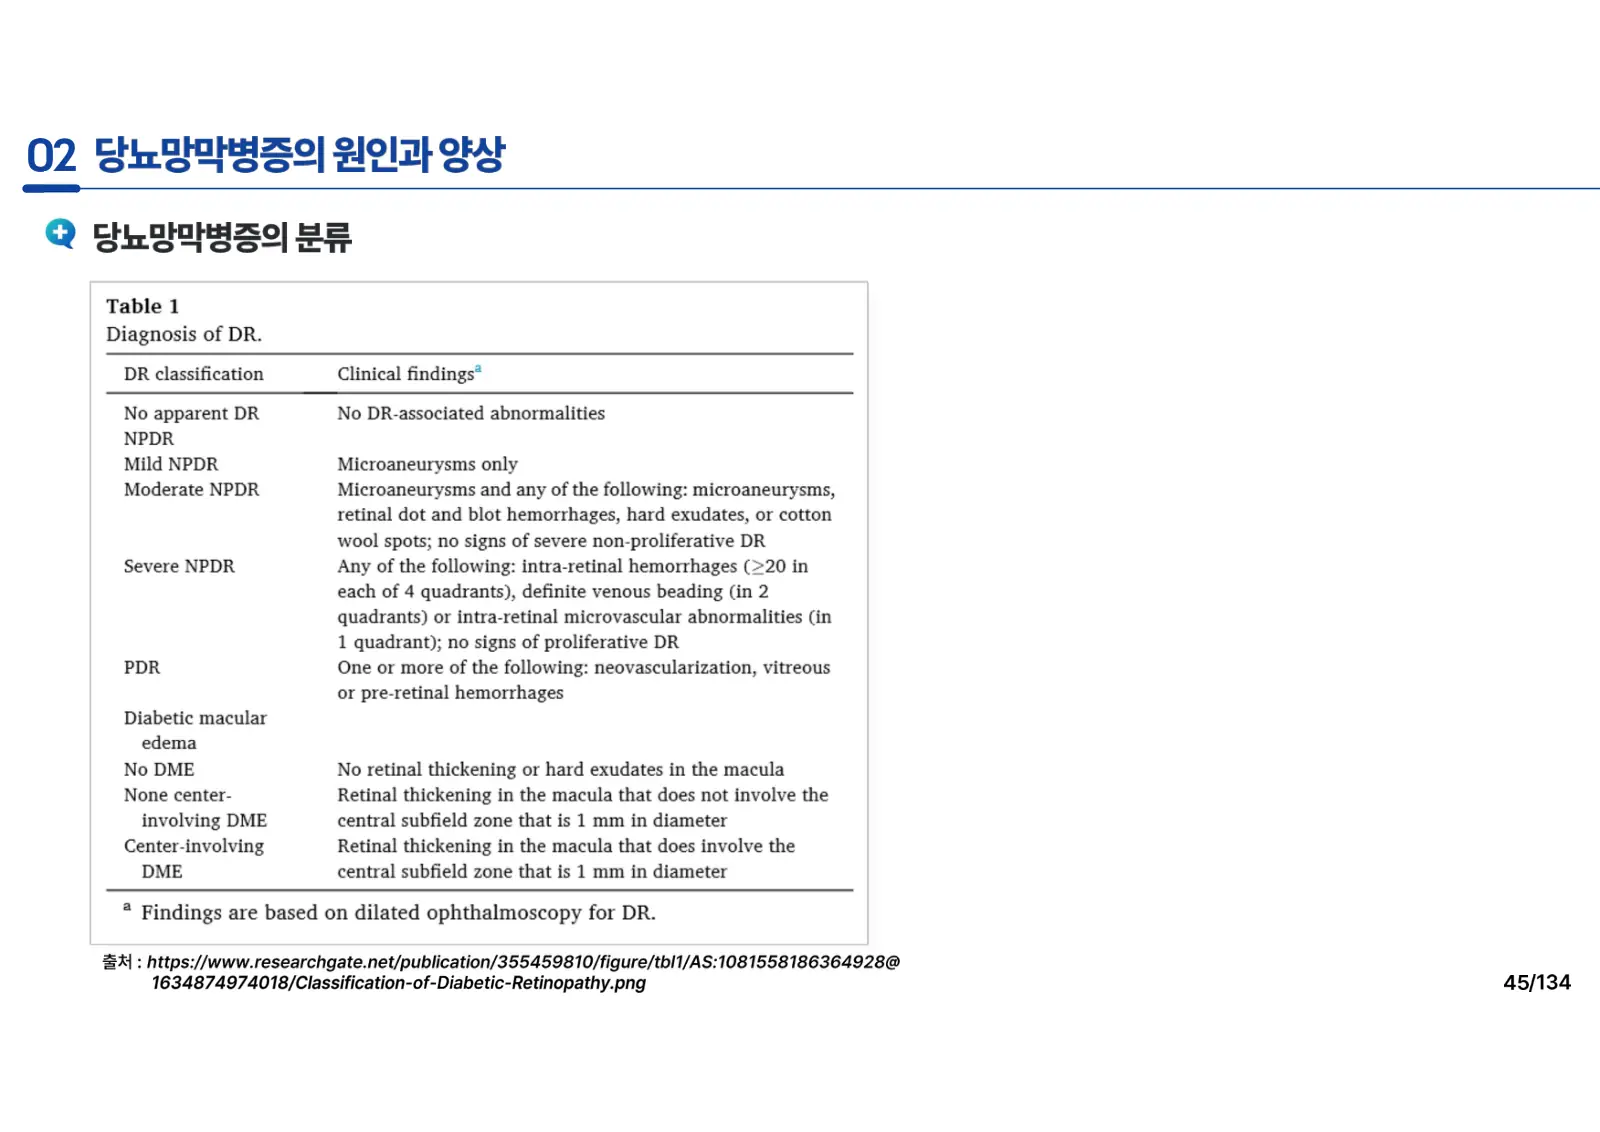 02 당뇨망막병증의 원인과 양상
당뇨망막병증의 분류
Table 1
Diagnosis of DR.
DR classification Clinical findingsᵃ
No apparent DR No DR-associated abnormalities
NPDR
Mild NPDR Microaneurysms only
Moderate NPDR Microaneurysms and any of the following: microaneurysms,
retinal dot and blot hemorrhages, hard exudates, or cotton
wool spots; no signs of severe non-proliferative DR
Severe NPDR Any of the following: intra-retinal hemorrhages (≥20 in
each of 4 quadrants), definite venous beading (in 2
quadrants) or intra-retinal microvascular abnormalities (in
1 quadrant); no signs of proliferative DR
PDR One or more of the following: neovascularization, vitreous
or pre-retinal hemorrhages
Diabetic macular
edema
No DME No retinal thickening or hard exudates in the macula
None center- Retinal thickening in the macula that does not involve the
involving DME central subfield zone that is 1 mm in diameter
Center-involving Retinal thickening in the macula that does involve the
DME central subfield zone that is 1 mm in diameter
ᵃ Findings are based on dilated ophthalmoscopy for DR.
출처 : https://www.researchgate.net/publication/355459810/figure/tbl1/AS:1081558186364928@
1634874974018/Classification-of-Diabetic-Retinopathy.png
45/134